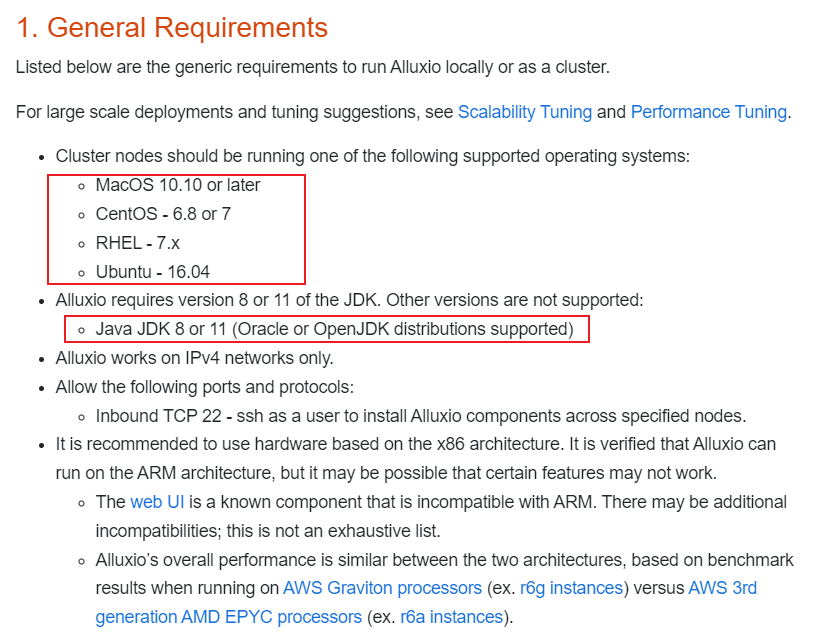 1. General Requirements
Listed below are the generic requirements to run Alluxio locally or as a cluster.
For large scale deployments and tuning suggestions, see Scalability Tuning and Performance Tuning.
• Cluster nodes should be running one of the following supported operating systems:
◦ MacOS 10.10 or later
◦ CentOS - 6.8 or 7
◦ RHEL - 7.x
◦ Ubuntu - 16.04
• Alluxio requires version 8 or 11 of the JDK. Other versions are not supported:
◦ Java JDK 8 or 11 (Oracle or OpenJDK distributions supported)
• Alluxio works on IPv4 networks only.
• Allow the following ports and protocols:
◦ Inbound TCP 22 - ssh as a user to install Alluxio components across specified nodes.
• It is recommended to use hardware based on the x86 architecture. It is verified that Alluxio can
run on the ARM architecture, but it may be possible that certain features may not work.
◦ The web UI is a known component that is incompatible with ARM. There may be additional
incompatibilities; this is not an exhaustive list.
◦ Alluxio’s overall performance is similar between the two architectures, based on benchmark
results when running on AWS Graviton processors (ex. r6g instances) versus AWS 3rd
generation AMD EPYC processors (ex. r6a instances).